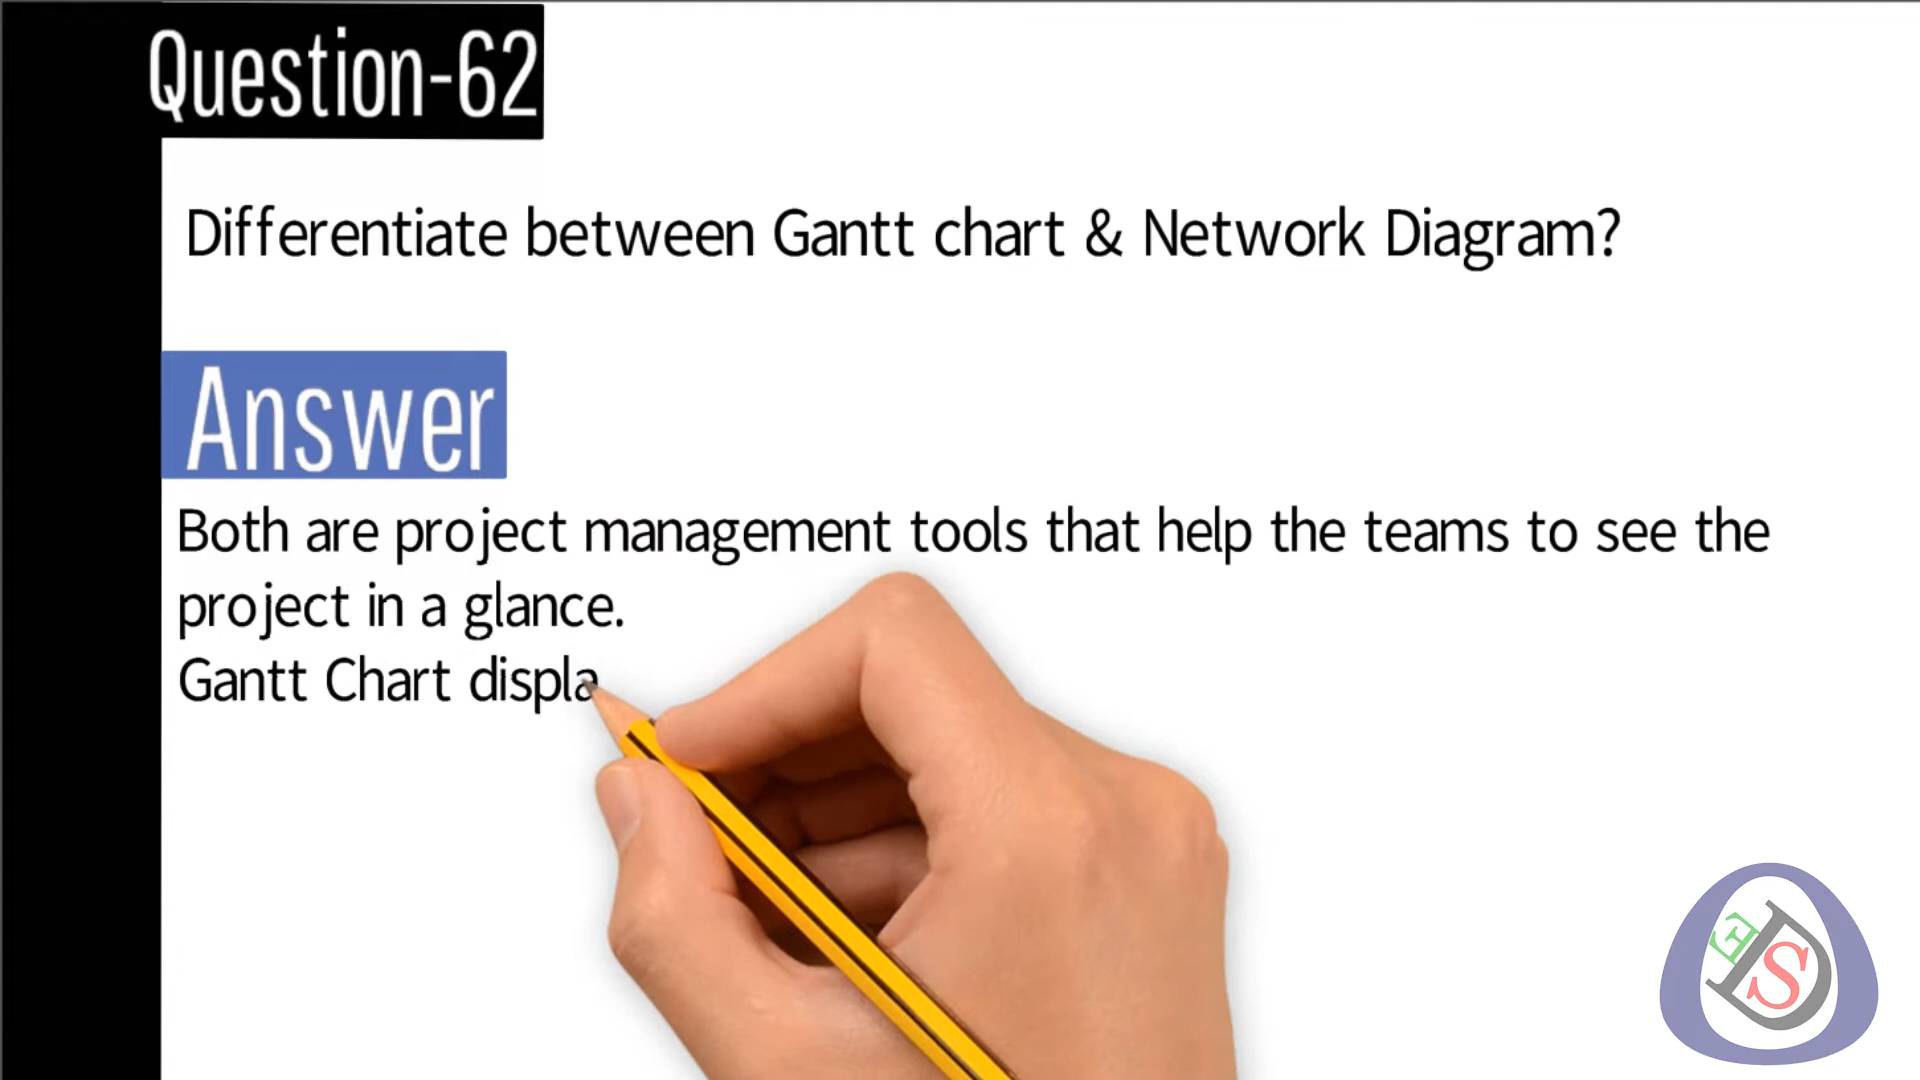 Question-62
Differentiate between Gantt chart & Network Diagram?
Answer
Both are project management tools that help the teams to see the
project in a glance.
Gantt Chart displa
EDS